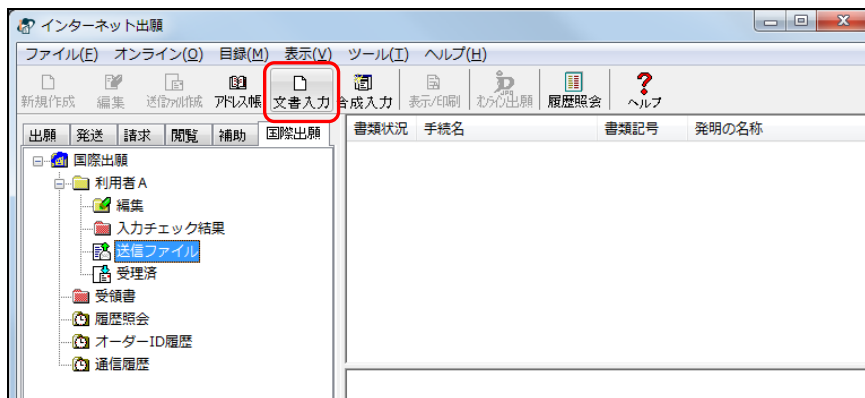 インターネット出願
ファイル(F) オンライン(O) 目録(M) 表示(V) ツール(T) ヘルプ(H)
新規作成 編集 送信ファイル作成 アドレス帳 文書入力 合成入力 表示/印刷 オンライン出願 履歴照会 ヘルプ
出願 発送 請求 閲覧 補助 国際出願
書類状況 手続名 書類記号 発明の名称
国際出願
利用者A
編集
入力チェック結果
送信ファイル
受理済
受領書
履歴照会
オーダーID履歴
通信履歴